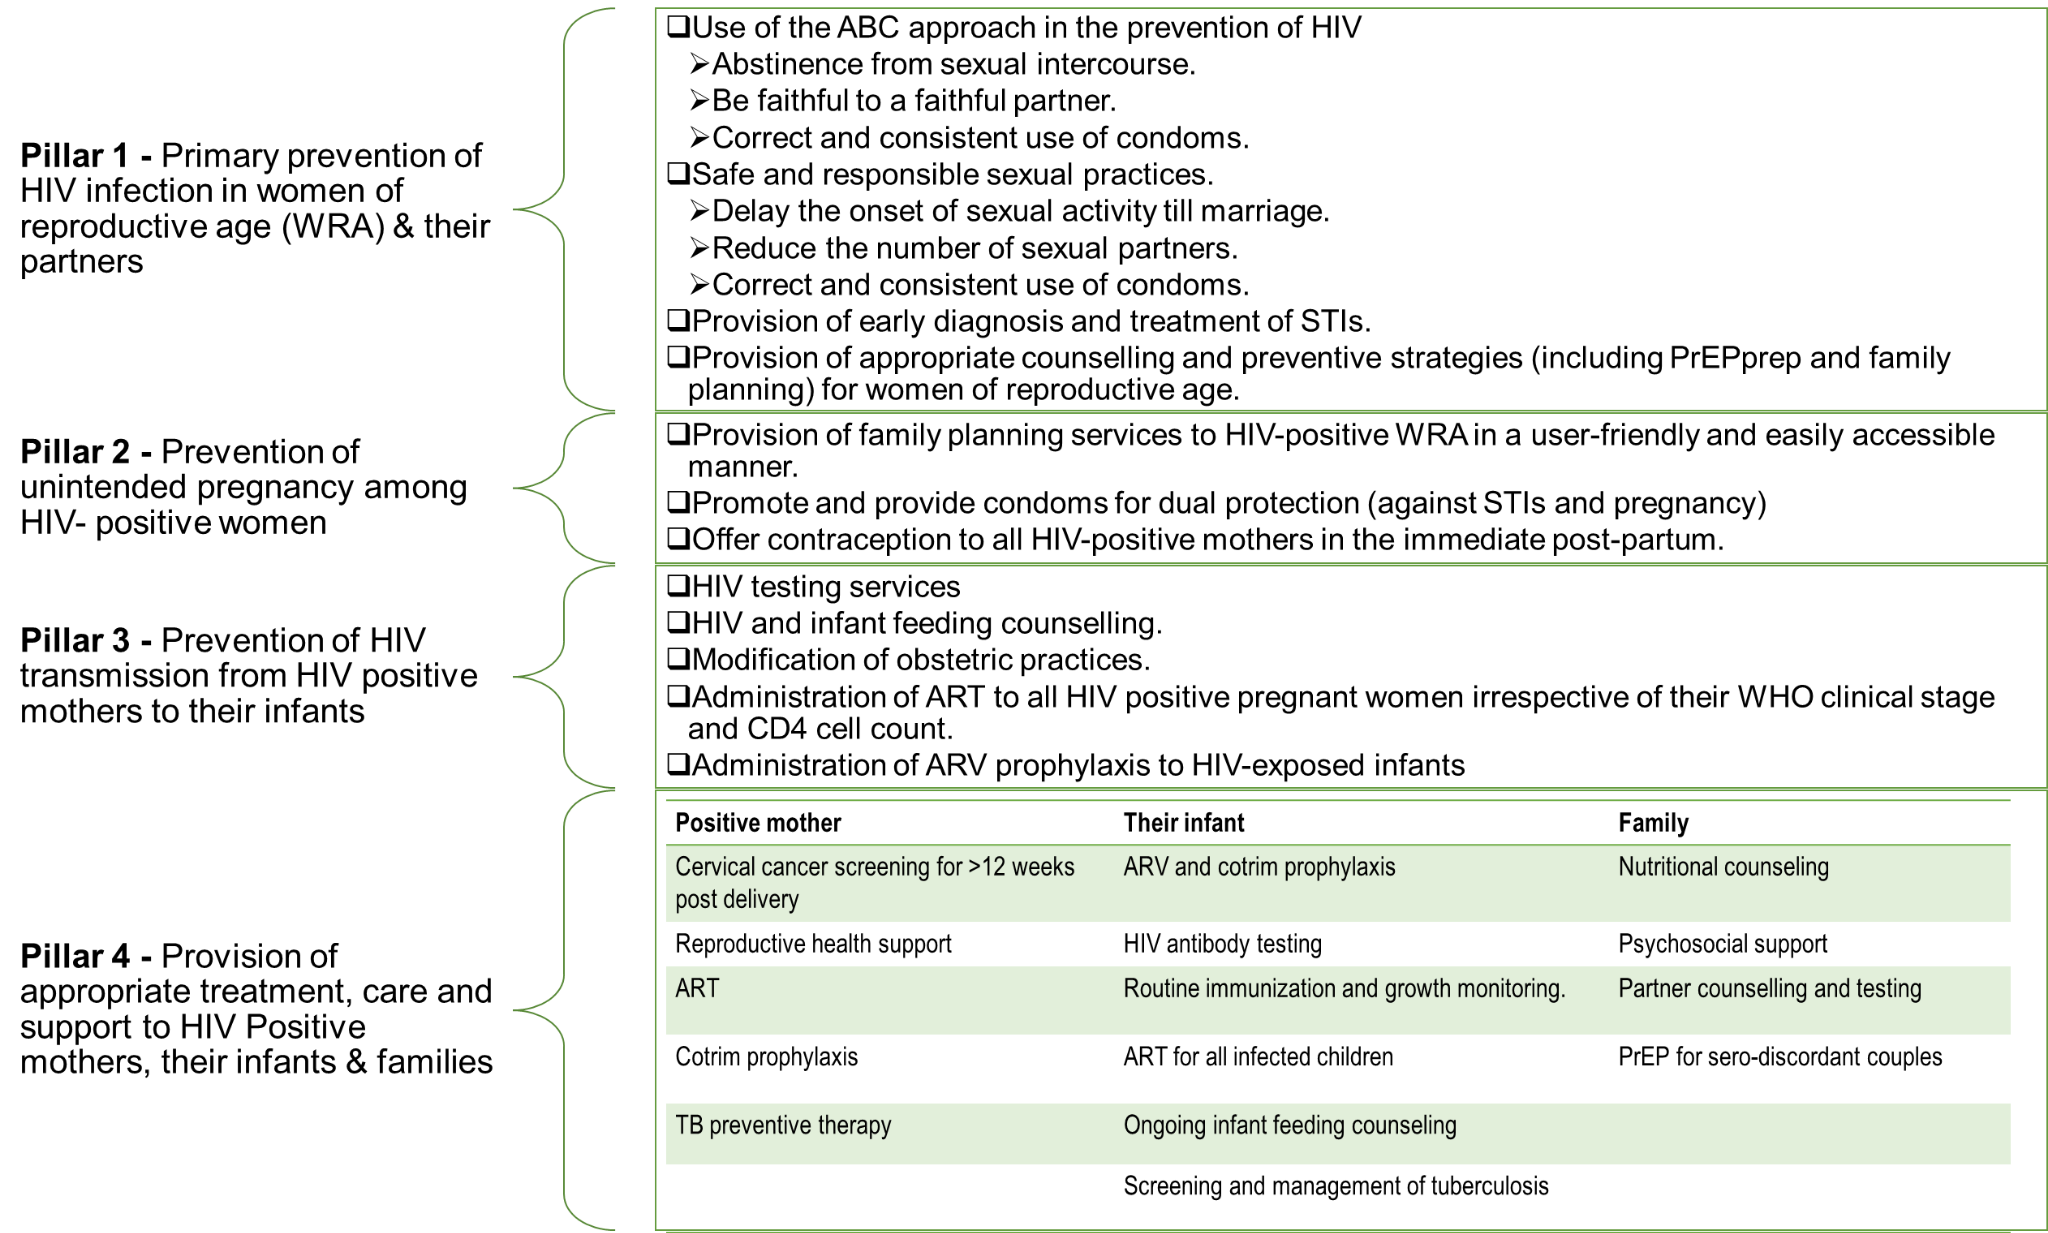 Pillar 1 - Primary prevention of
HIV infection in women of
reproductive age (WRA) & their
partners
❑Use of the ABC approach in the prevention of HIV
➢Abstinence from sexual intercourse.
➢Be faithful to a faithful partner.
➢Correct and consistent use of condoms.
❑Safe and responsible sexual practices.
➢Delay the onset of sexual activity till marriage.
➢Reduce the number of sexual partners.
➢Correct and consistent use of condoms.
❑Provision of early diagnosis and treatment of STIs.
❑Provision of appropriate counselling and preventive strategies (including PrEPprep and family
planning) for women of reproductive age.
Pillar 2 - Prevention of
unintended pregnancy among
HIV- positive women
❑Provision of family planning services to HIV-positive WRA in a user-friendly and easily accessible
manner.
❑Promote and provide condoms for dual protection (against STIs and pregnancy)
❑Offer contraception to all HIV-positive mothers in the immediate post-partum.
Pillar 3 - Prevention of HIV
transmission from HIV positive
mothers to their infants
❑HIV testing services
❑HIV and infant feeding counselling.
❑Modification of obstetric practices.
❑Administration of ART to all HIV positive pregnant women irrespective of their WHO clinical stage
and CD4 cell count.
❑Administration of ARV prophylaxis to HIV-exposed infants
Pillar 4 - Provision of
appropriate treatment, care and
support to HIV Positive
mothers, their infants & families
Positive mother Their infant Family
Cervical cancer screening for >12 weeks ARV and cotrim prophylaxis Nutritional counseling
post delivery
Reproductive health support HIV antibody testing Psychosocial support
ART Routine immunization and growth monitoring. Partner counselling and testing
Cotrim prophylaxis ART for all infected children PrEP for sero-discordant couples
TB preventive therapy Ongoing infant feeding counseling
Screening and management of tuberculosis